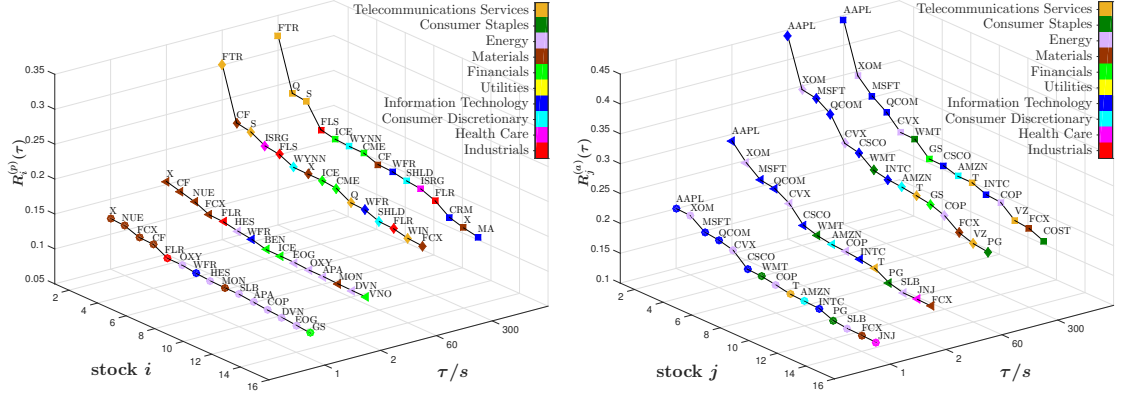 Telecommunications Services
Consumer Staples
Energy
Materials
Financials
Utilities
Information Technology
Consumer Discretionary
Health Care
Industrials
R_i^{(p)}(τ)
0.35
0.3
0.25
0.2
0.15
0.1
0.05
2
4
6
8
10
12
14
16
stock i
1
2
60
300
τ/s
FTR
Q
S
FLS
ICE
WYNN
CME
CF
WFR
SHLD
ISRG
FLR
CRM
X
MA
FTR
CF
S
ISRG
FLS
WYNN
X
ICE
CME
Q
WFR
SHLD
FLR
WIN
FCX
X
CF
NUE
FCX
FLR
HES
WFR
BEN
ICE
EOG
OXY
APA
MON
DVN
VNO
X
NUE
FCX
CF
FLR
OXY
WFR
HES
MON
SLB
APA
COP
DVN
EOG
GS
Telecommunications Services
Consumer Staples
Energy
Materials
Financials
Utilities
Information Technology
Consumer Discretionary
Health Care
Industrials
R_j^{(a)}(τ)
0.45
0.4
0.35
0.3
0.25
0.2
0.15
0.1
2
4
6
8
10
12
14
16
stock j
1
2
60
300
τ/s
AAPL
XOM
MSFT
QCOM
CVX
WMT
GS
CSCO
AMZN
T
INTC
COP
VZ
FCX
COST
AAPL
XOM
MSFT
QCOM
CVX
CSCO
WMT
INTC
AMZN
T
GS
COP
FCX
VZ
PG
AAPL
XOM
MSFT
QCOM
CVX
CSCO
WMT
AMZN
COP
INTC
T
PG
SLB
JNJ
FCX
AAPL
XOM
MSFT
QCOM
CVX
CSCO
WMT
COP
T
AMZN
INTC
PG
SLB
FCX
JNJ